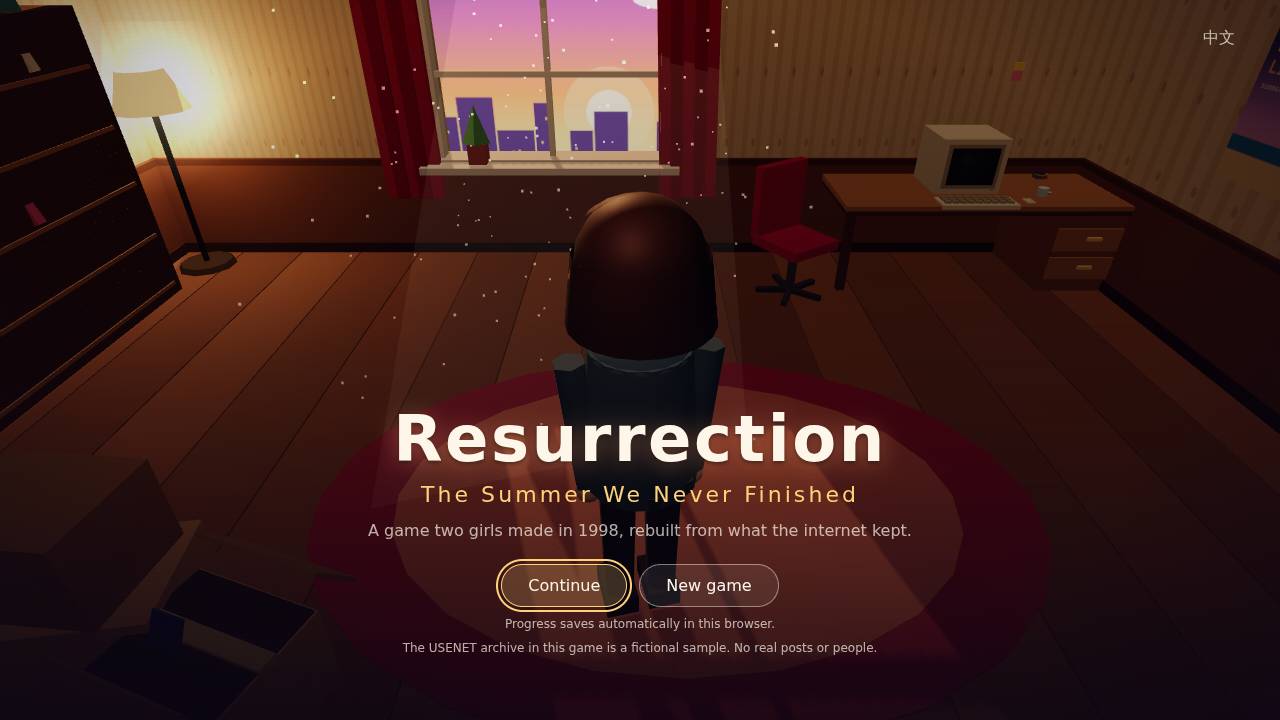 中文
Resurrection
The Summer We Never Finished
A game two girls made in 1998, rebuilt from what the internet kept.
Continue
New game
Progress saves automatically in this browser.
The USENET archive in this game is a fictional sample. No real posts or people.